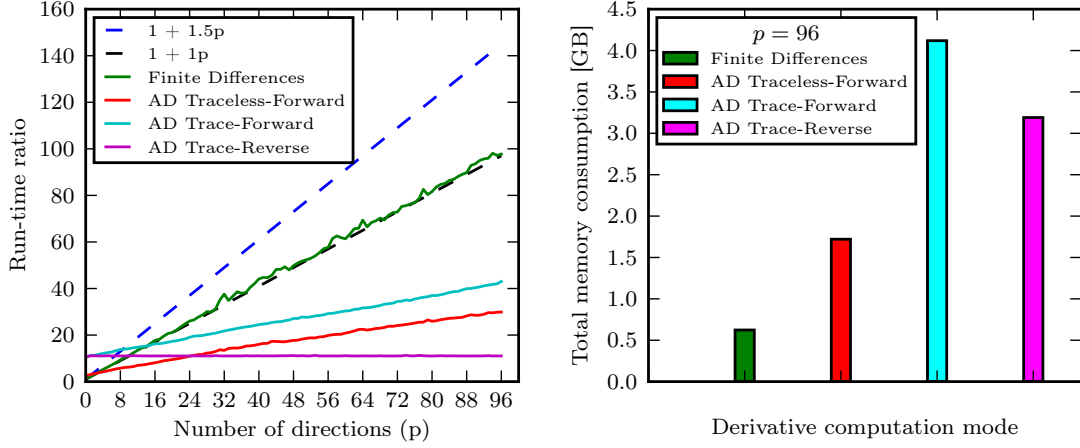 160
140
120
100
80
60
40
20
0
Run-time ratio
1 + 1.5p
1 + 1p
Finite Differences
AD Traceless-Forward
AD Trace-Forward
AD Trace-Reverse
0 8 16 24 32 40 48 56 64 72 80 88 96
Number of directions (p)
4.5
4.0
3.5
3.0
2.5
2.0
1.5
1.0
0.5
0.0
Total memory consumption [GB]
p = 96
Finite Differences
AD Traceless-Forward
AD Trace-Forward
AD Trace-Reverse
Derivative computation mode